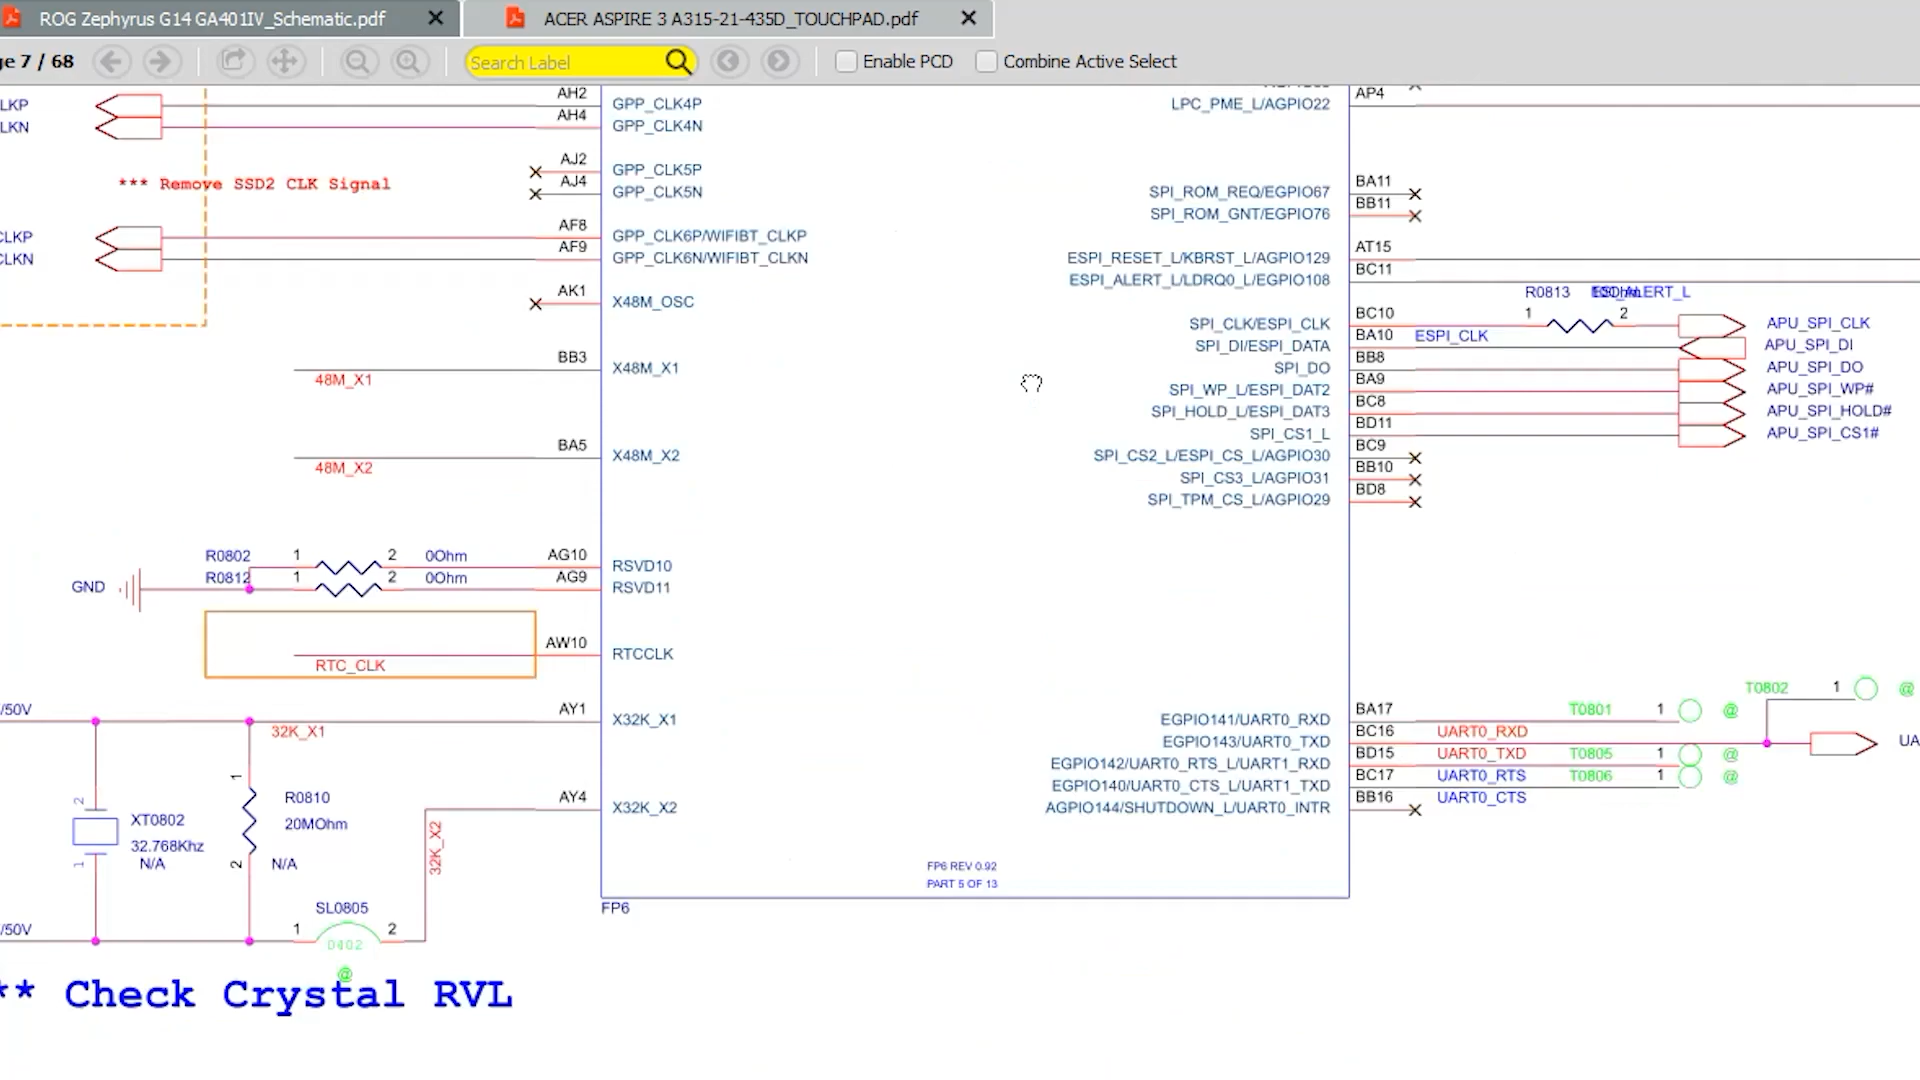 ROG Zephyrus G14 GA401IV_Schematic.pdf
ACER ASPIRE 3 A315-21-435D_TOUCHPAD.pdf
ge 7 / 68
Search Label
Enable PCD
Combine Active Select
LKP
LKN
AH2 GPP_CLK4P
AH4 GPP_CLK4N
*** Remove SSD2 CLK Signal
AJ2 GPP_CLK5P
AJ4 GPP_CLK5N
CLKP
CLKN
AF8 GPP_CLK6P/WIFIBT_CLKP
AF9 GPP_CLK6N/WIFIBT_CLKN
AK1 X48M_OSC
48M_X1 BB3 X48M_X1
48M_X2 BA5 X48M_X2
GND
R0802 1 2 0Ohm AG10 RSVD10
R0812 1 2 0Ohm AG9 RSVD11
RTC_CLK AW10 RTCCLK
/50V
32K_X1 AY1 X32K_X1
32K_X2 AY4 X32K_X2
2
XT0802
32.768Khz
N/A
1
1
R0810
20MOhm
2 N/A
SL0805
/50V
1 2
0402
@
** Check Crystal RVL
LPC_PME_L/AGPIO22 AP4
SPI_ROM_REQ/EGPIO67 BA11
SPI_ROM_GNT/EGPIO76 BB11
ESPI_RESET_L/KBRST_L/AGPIO129 AT15
ESPI_ALERT_L/LDRQ0_L/EGPIO108 BC11
R0813
1 2
SPI_CLK/ESPI_CLK BC10 ESPI_CLK APU_SPI_CLK
SPI_DI/ESPI_DATA BA10 APU_SPI_DI
SPI_DO BB8 APU_SPI_DO
SPI_WP_L/ESPI_DAT2 BA9 APU_SPI_WP#
SPI_HOLD_L/ESPI_DAT3 BC8 APU_SPI_HOLD#
SPI_CS1_L BD11 APU_SPI_CS1#
SPI_CS2_L/ESPI_CS_L/AGPIO30 BC9
SPI_CS3_L/AGPIO31 BB10
SPI_TPM_CS_L/AGPIO29 BD8
T0802 1 @
EGPIO141/UART0_RXD BA17 UART0_RXD T0801 1 @
EGPIO143/UART0_TXD BC16 UART0_TXD UA
EGPIO142/UART0_RTS_L/UART1_RXD BD15 UART0_RTS T0805 1 @
EGPIO140/UART0_CTS_L/UART1_TXD BC17 UART0_CTS T0806 1 @
AGPIO144/SHUTDOWN_L/UART0_INTR BB16
FP6 REV 0.92
PART 5 OF 13
FP6